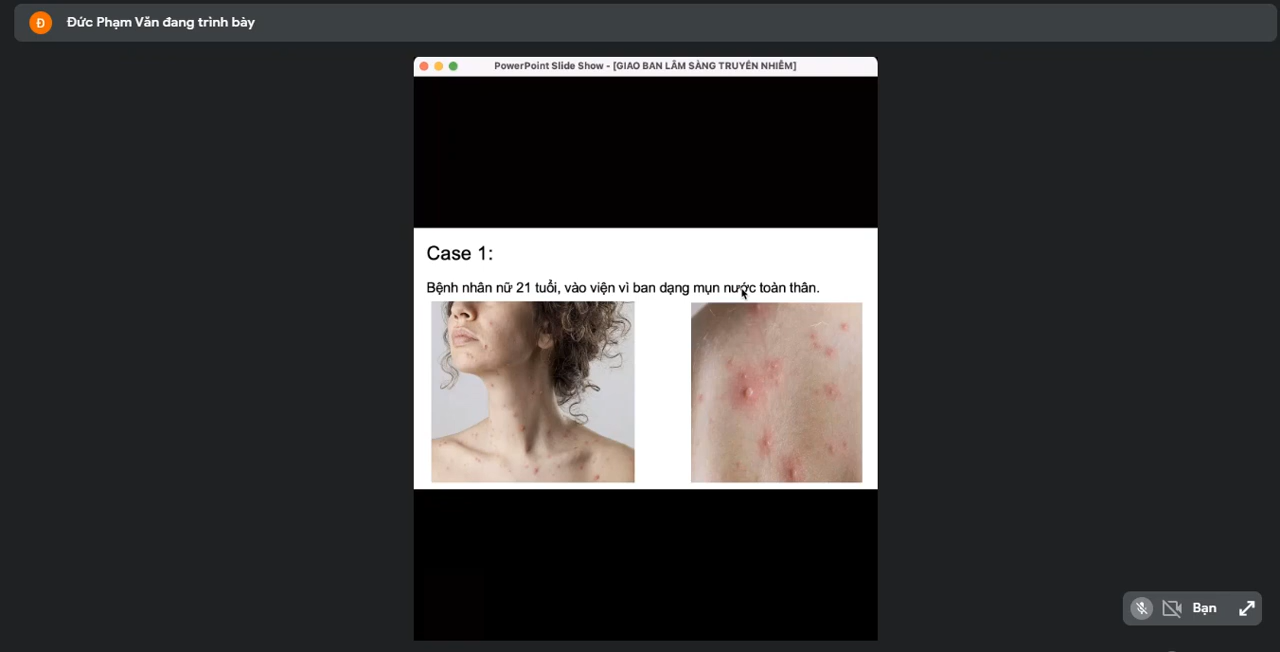 Đ
Đức Phạm Văn đang trình bày
PowerPoint Slide Show - [GIAO BAN LÂM SÀNG TRUYỀN NHIỄM]
Case 1:
Bệnh nhân nữ 21 tuổi, vào viện vì ban dạng mụn nước toàn thân.
Bạn